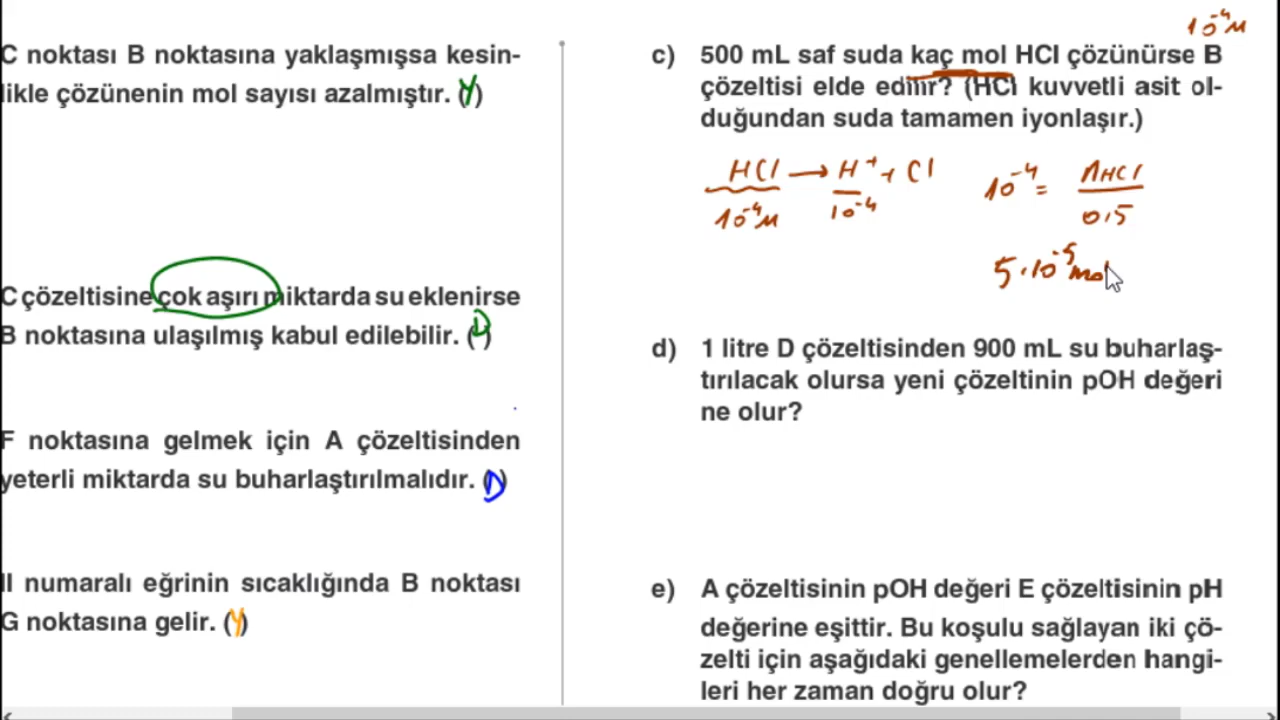 C noktası B noktasına yaklaşmışsa kesin-
likle çözünenin mol sayısı azalmıştır. (Y)
C çözeltisine çok aşırı miktarda su eklenirse
B noktasına ulaşılmış kabul edilebilir. (D)
F noktasına gelmek için A çözeltisinden
yeterli miktarda su buharlaştırılmalıdır. (D)
II numaralı eğrinin sıcaklığında B noktası
G noktasına gelir. (Y)
10⁻⁴ M
c) 500 mL saf suda kaç mol HCl çözünürse B
çözeltisi elde edilir? (HCl kuvvetli asit ol-
duğundan suda tamamen iyonlaşır.)
HCl → H⁺ + Cl
10⁻⁴M 10⁻⁴
10⁻⁴ = nHCl
0,5
5.10⁻⁵ mol
d) 1 litre D çözeltisinden 900 mL su buharlaş-
tırılacak olursa yeni çözeltinin pOH değeri
ne olur?
e) A çözeltisinin pOH değeri E çözeltisinin pH
değerine eşittir. Bu koşulu sağlayan iki çö-
zelti için aşağıdaki genellemelerden hangi-
leri her zaman doğru olur?